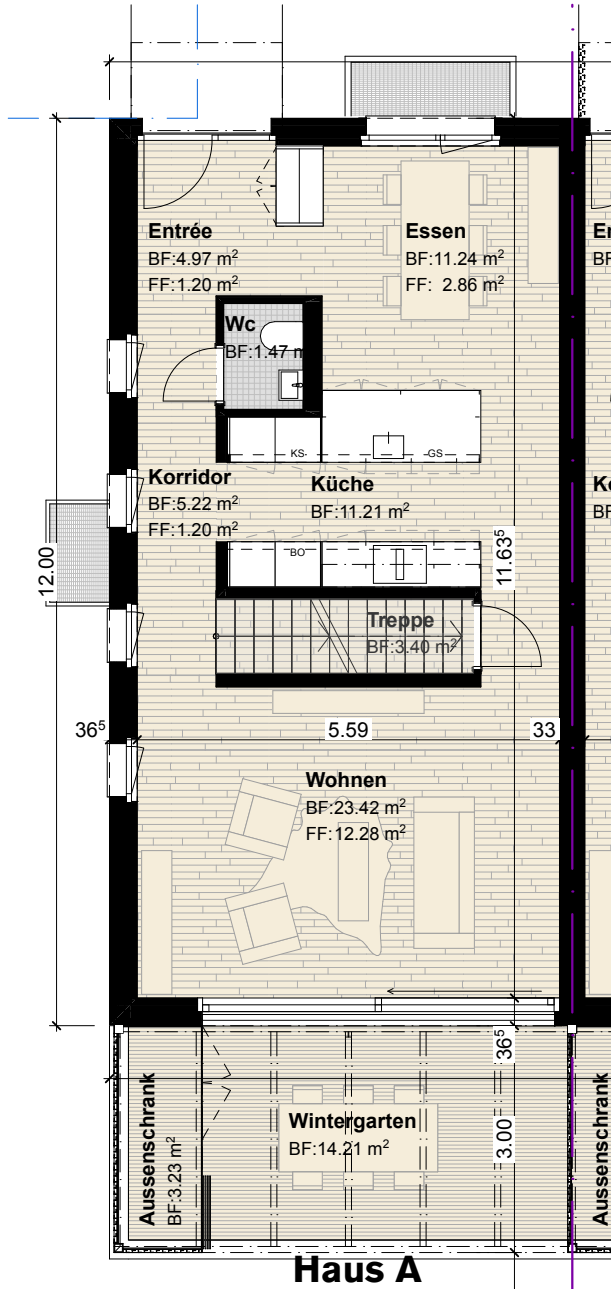 Entrée
BF:4.97 m²
FF:1.20 m²
Essen
BF:11.24 m²
FF: 2.86 m²
Wc
BF:1.47 m
KS
GS
Korridor
BF:5.22 m²
FF:1.20 m²
Küche
BF:11.21 m²
BO
12.00
11.63⁵
Treppe
BF:3.40 m²
36⁵
5.59
33
Wohnen
BF:23.42 m²
FF:12.28 m²
36⁵
3.00
Aussenschrank
BF:3.23 m²
Wintergarten
BF:14.21 m²
Aussenschrank
Haus A